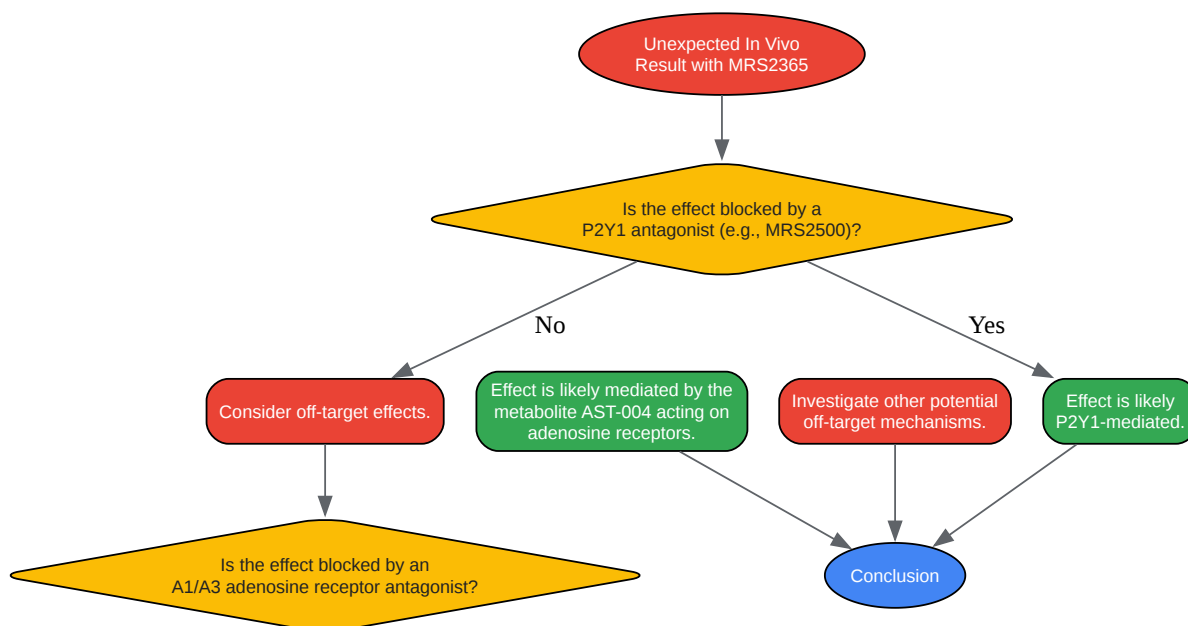 Unexpected In Vivo
Result with MRS2365
Is the effect blocked by a
P2Y1 antagonist (e.g., MRS2500)?
No
Yes
Consider off-target effects.
Effect is likely mediated by the
metabolite AST-004 acting on
adenosine receptors.
Investigate other potential
off-target mechanisms.
Effect is likely
P2Y1-mediated.
Is the effect blocked by an
A1/A3 adenosine receptor antagonist?
Conclusion